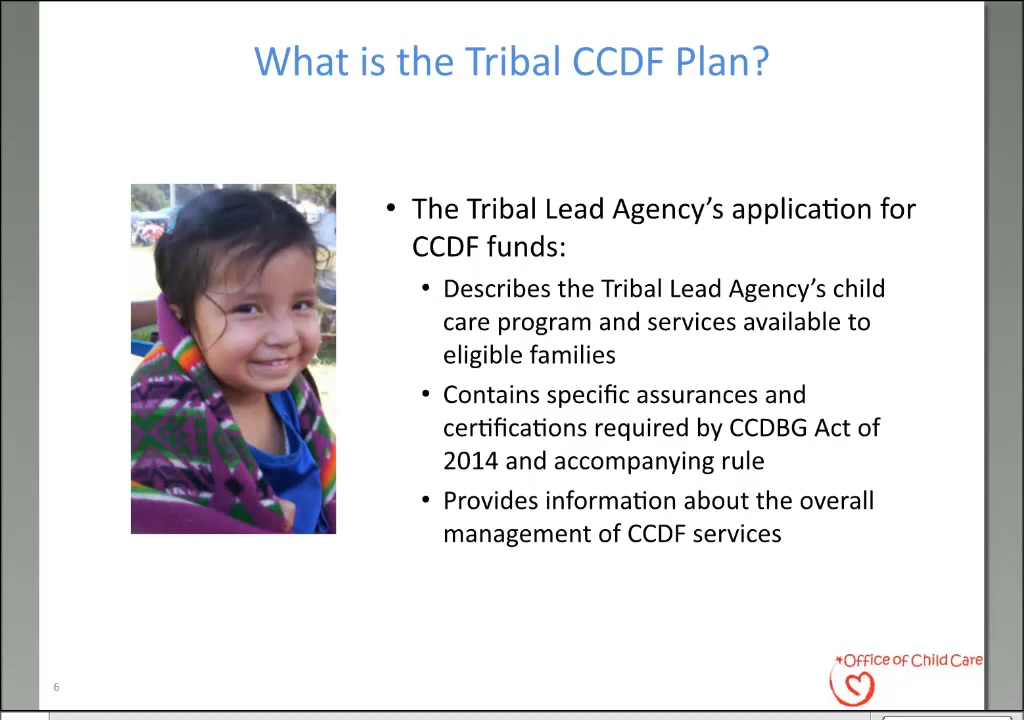 What is the Tribal CCDF Plan?
• The Tribal Lead Agency’s application for
CCDF funds:
• Describes the Tribal Lead Agency’s child
care program and services available to
eligible families
• Contains specific assurances and
certifications required by CCDBG Act of
2014 and accompanying rule
• Provides information about the overall
management of CCDF services
Office of Child Care
6